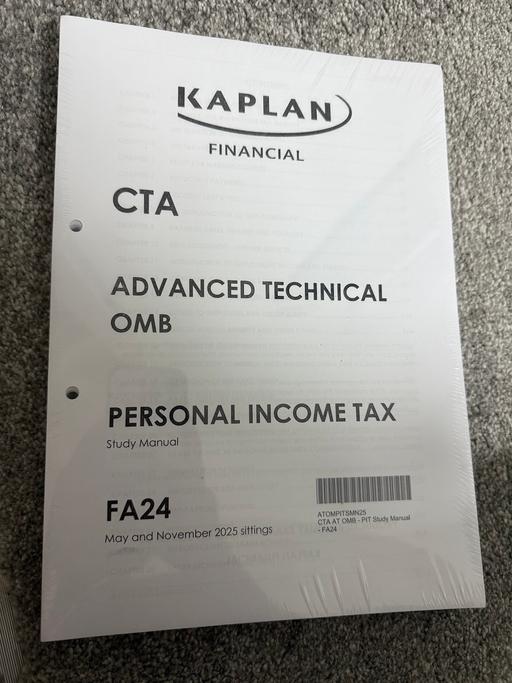 KAPLAN
FINANCIAL
CTA
ADVANCED TECHNICAL
OMB
PERSONAL INCOME TAX
Study Manual
FA24
May and November 2025 sittings
ATOMPITSMN25
CTA AT OMB - PIT Study Manual
- FA24